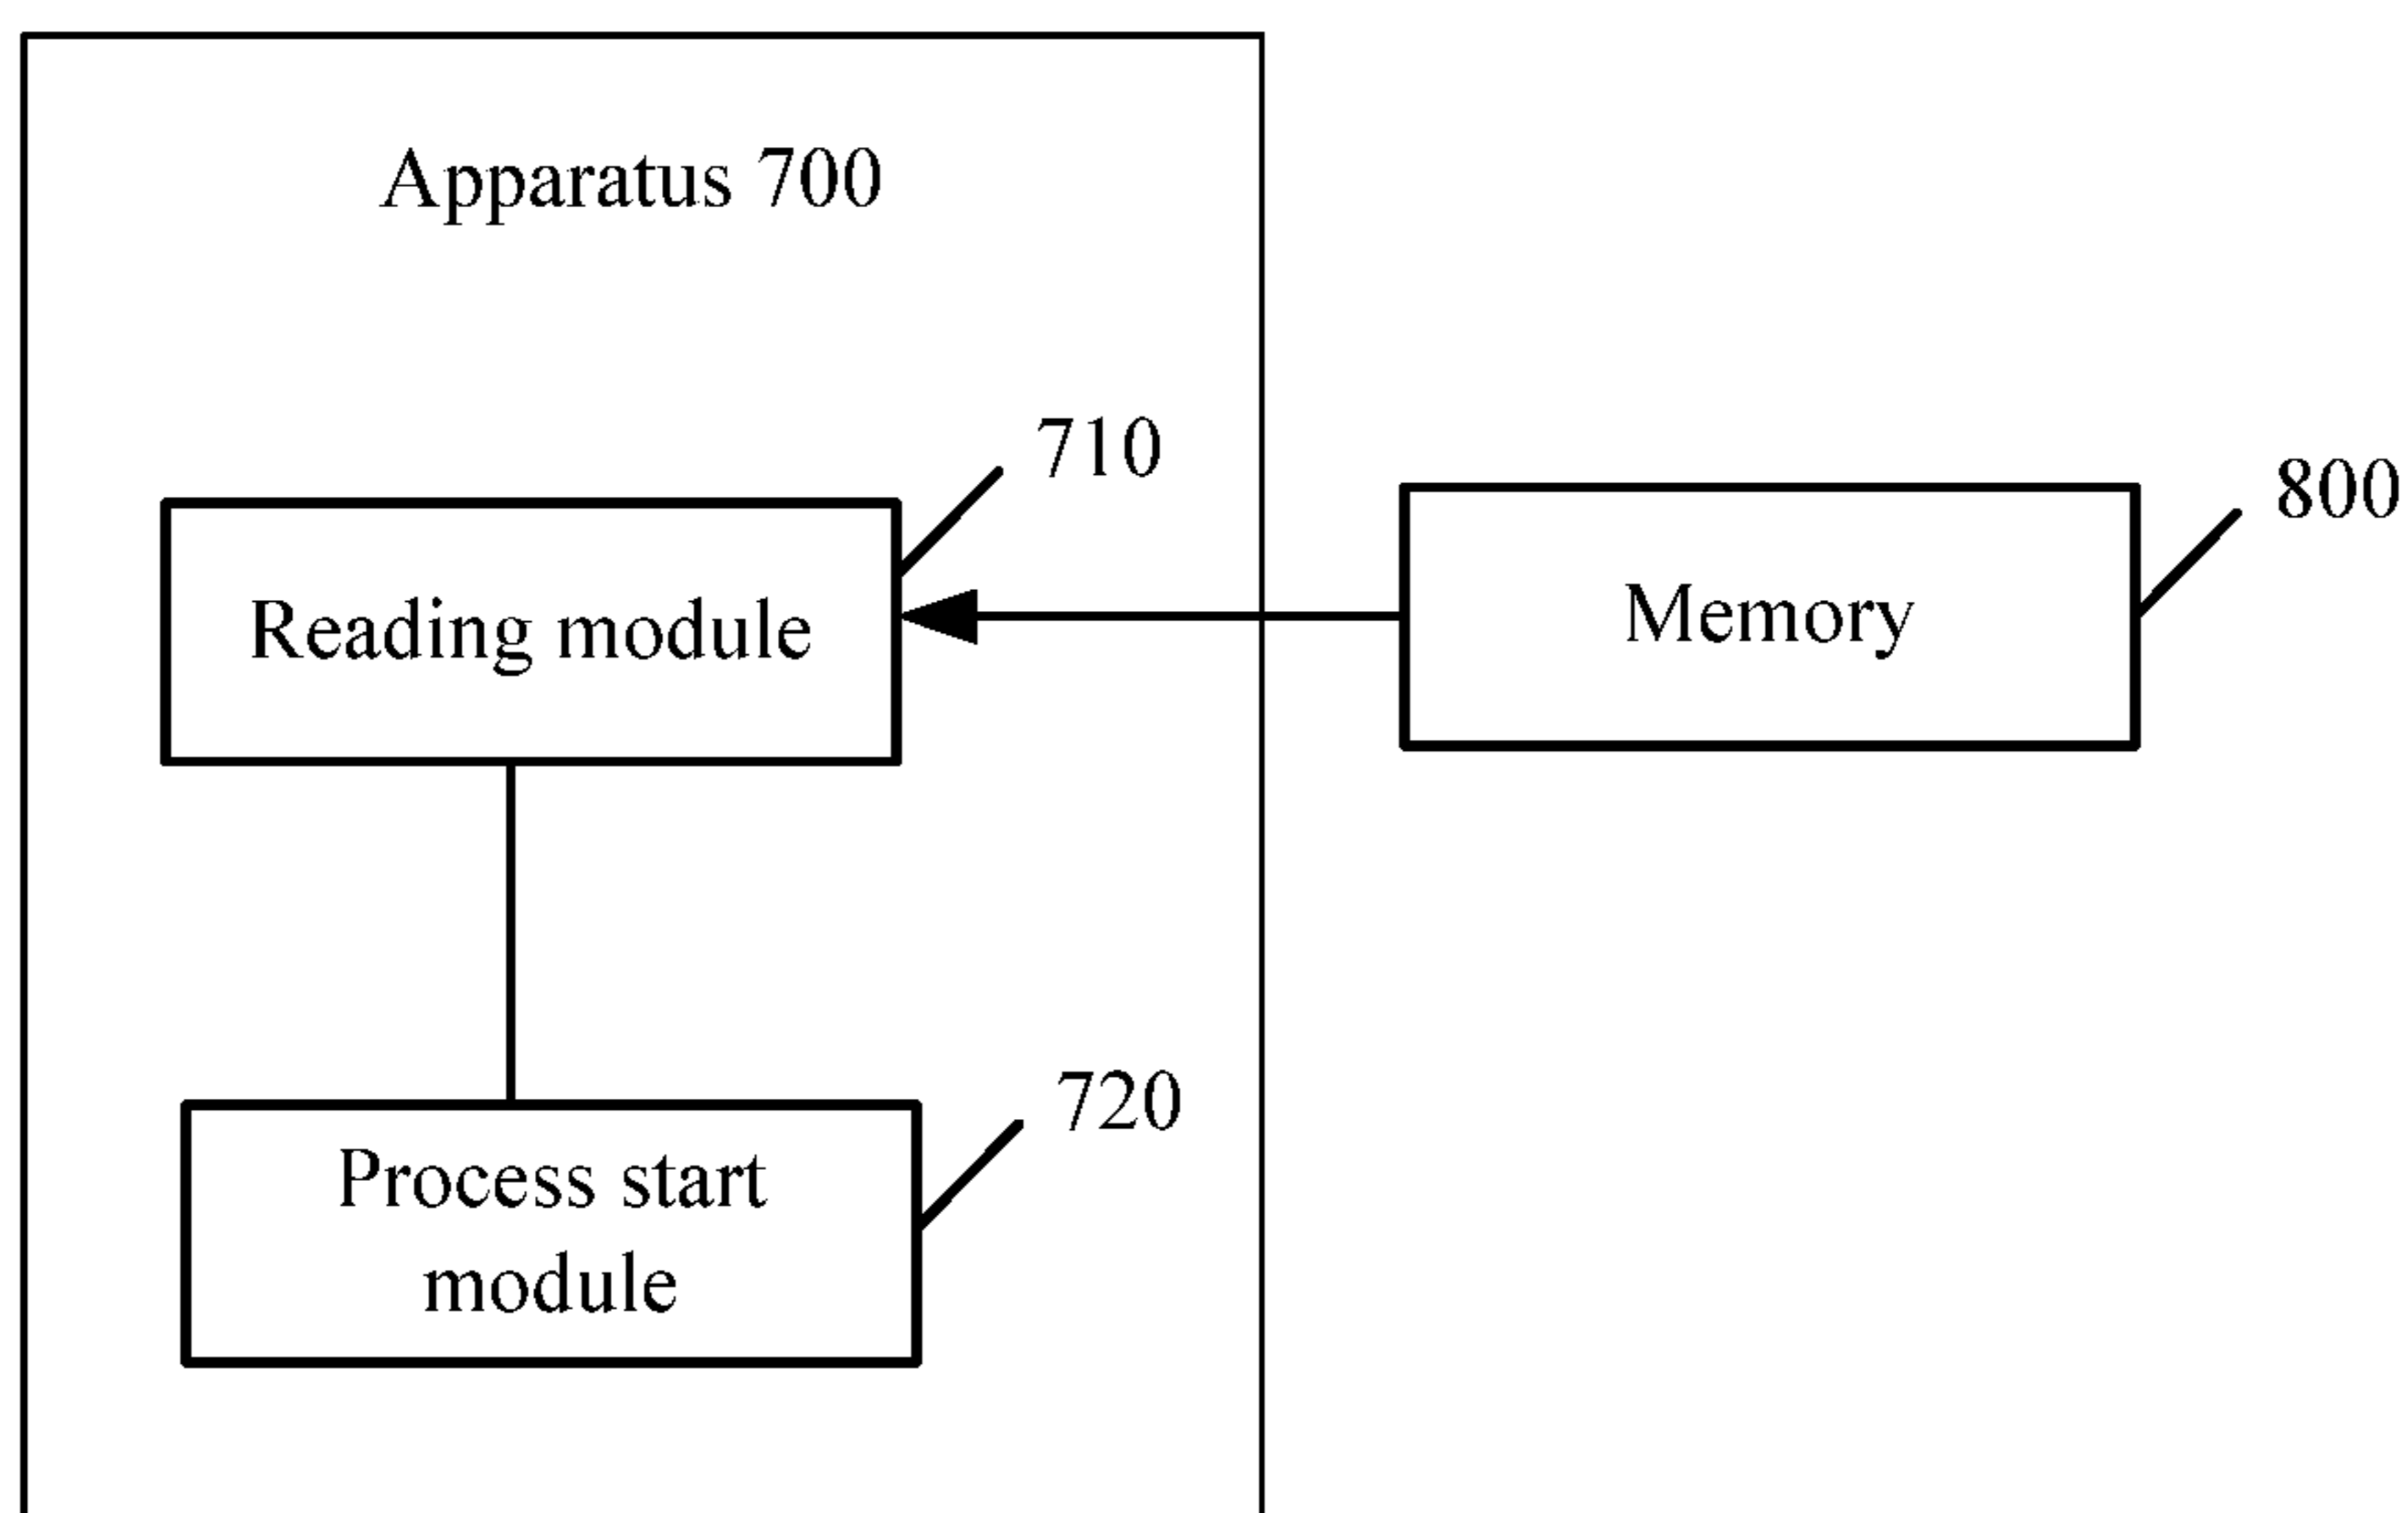 Apparatus 700
710
800
Reading module
Memory
720
Process start
module